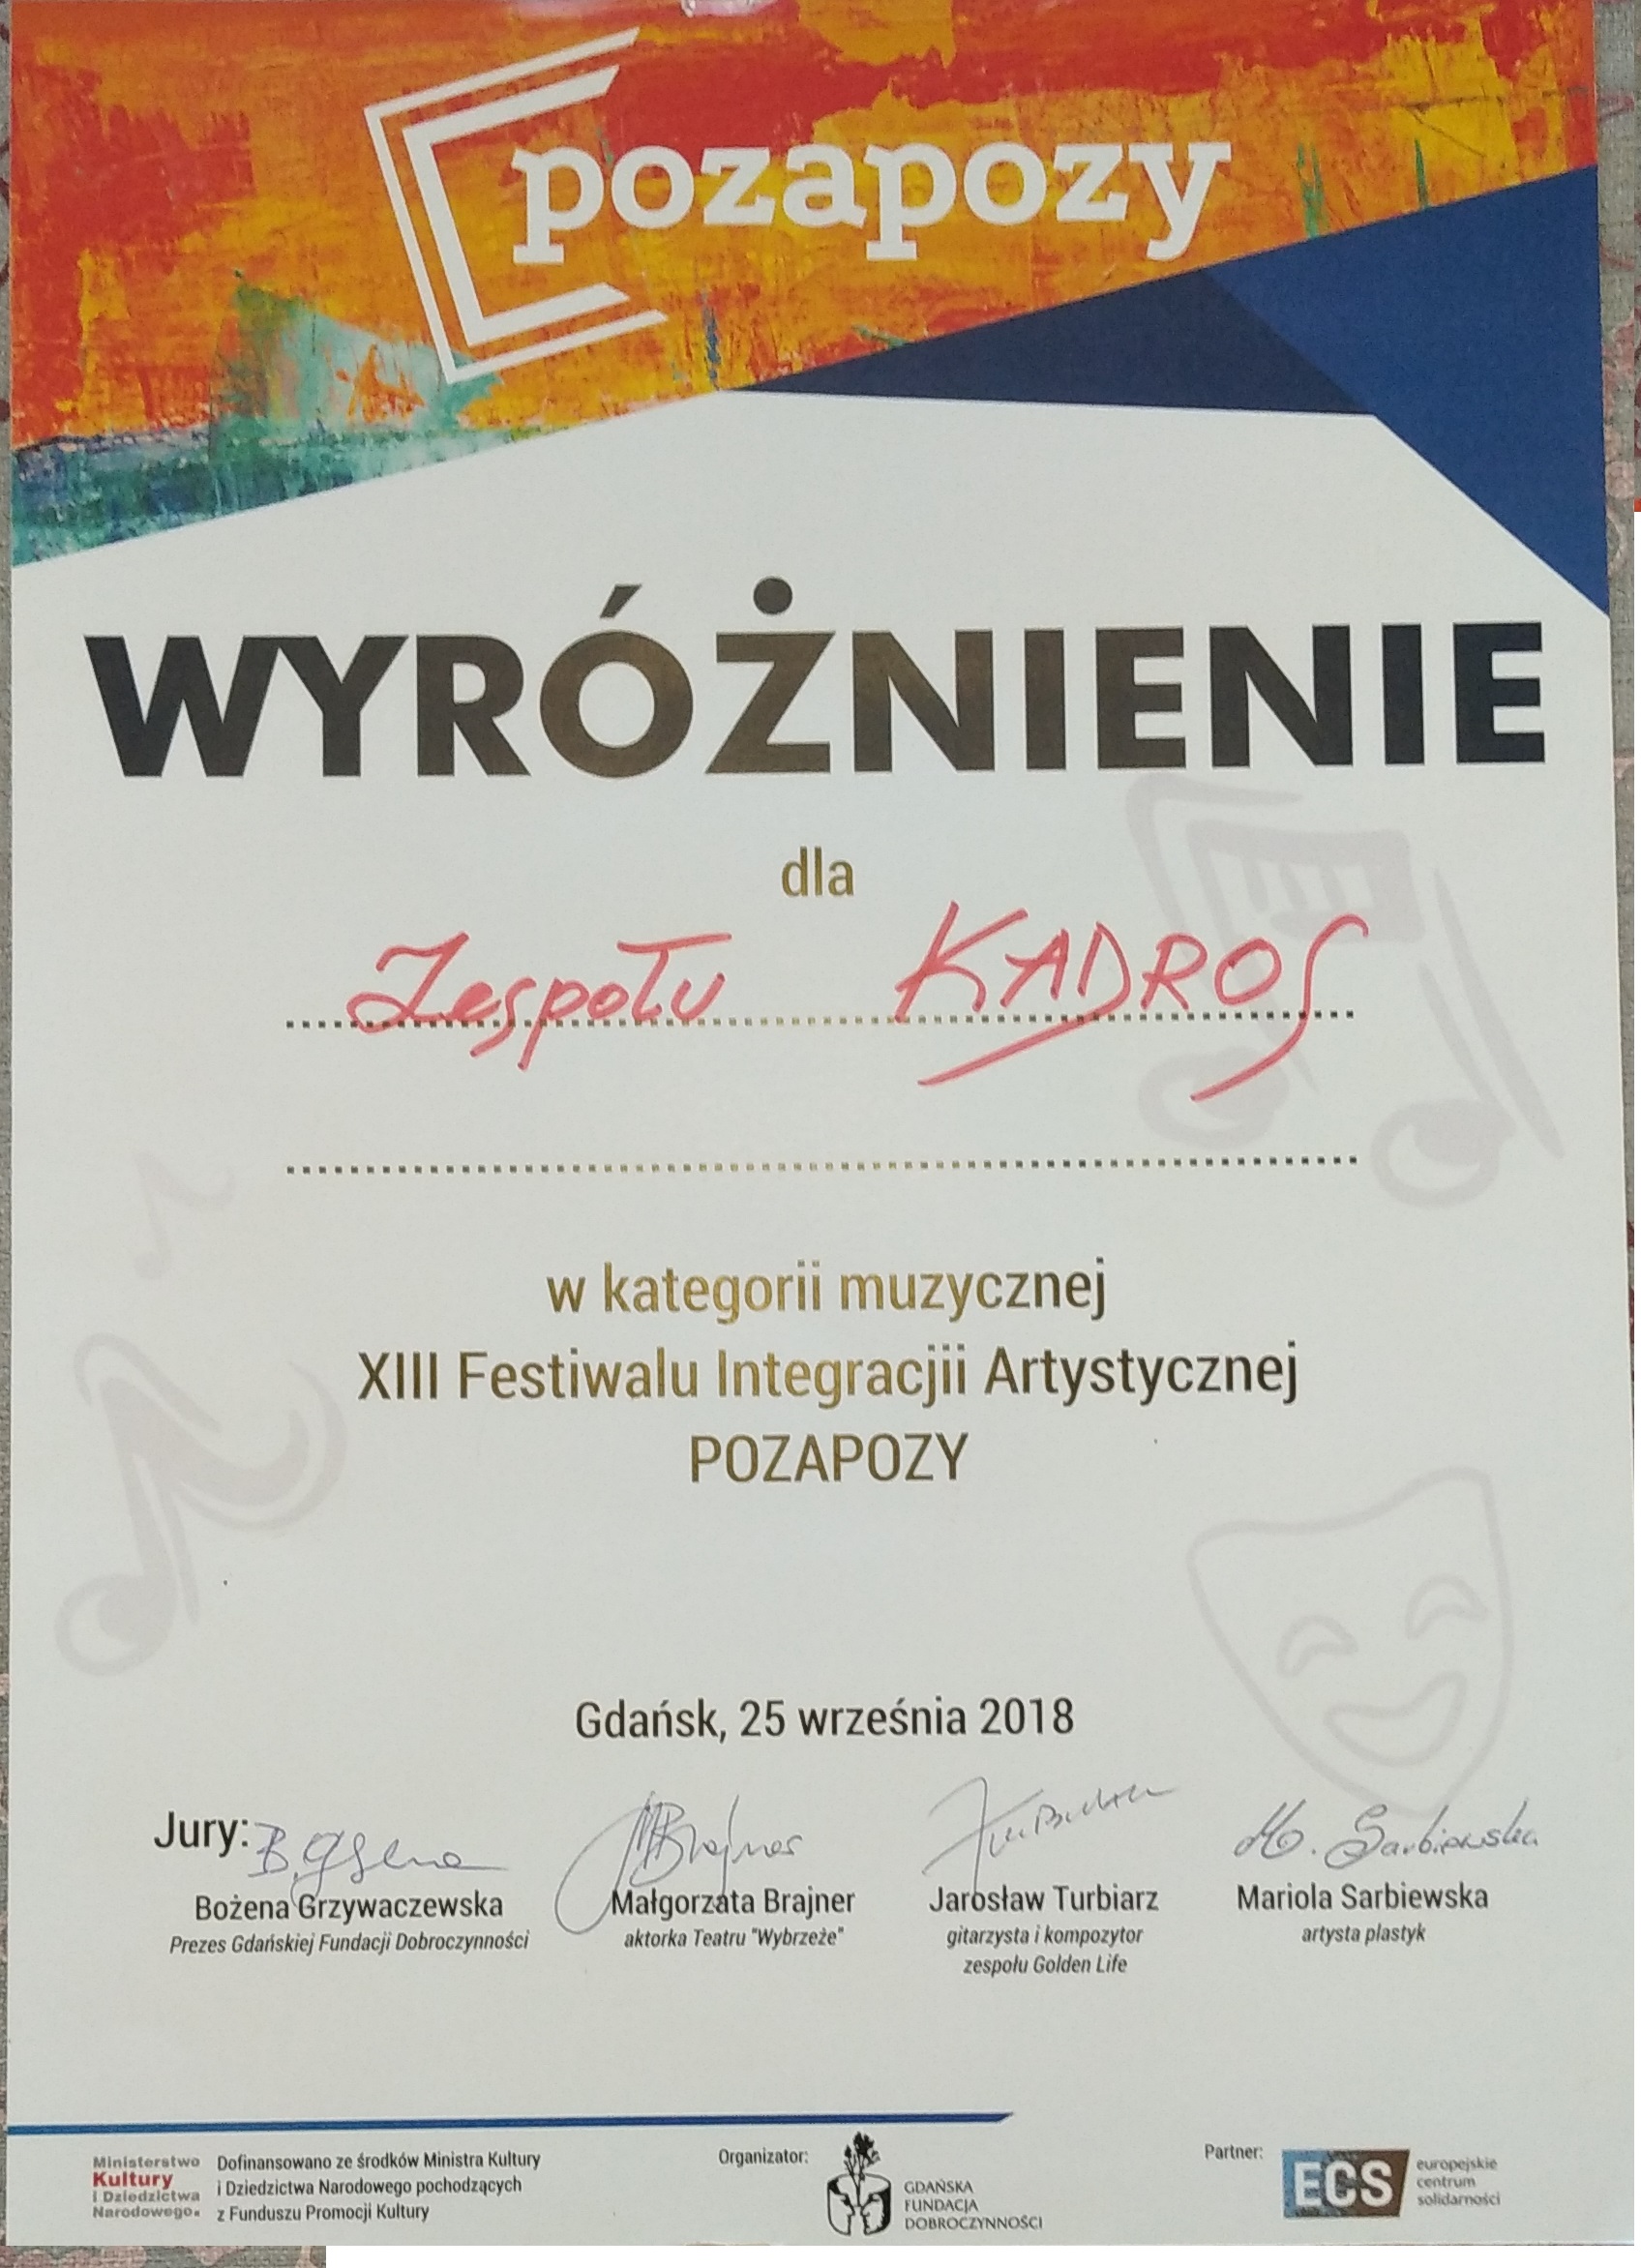 pozapozy
WYRÓŻNIENIE
dla
Zespołu KADROS
w kategorii muzycznej
XIII Festiwalu Integracjii Artystycznej
POZAPOZY
Gdańsk, 25 września 2018
Jury:
B. Brajner M. Sarbiewska
Bożena Grzywaczewska Małgorzata Brajner Jarosław Turbiarz Mariola Sarbiewska
Prezes Gdańskiej Fundacji Dobroczynności aktorka Teatru "Wybrzeże" gitarzysta i kompozytor artysta plastyk
zespołu Golden Life
Ministerstwo
Kultury
i Dziedzictwa
Narodowego.
Dofinansowano ze środków Ministra Kultury
i Dziedzictwa Narodowego pochodzących
z Funduszu Promocji Kultury
Organizator:
GDAŃSKA
FUNDACJA
DOBROCZYNNOŚCI
Partner:
ECS
europejskie
centrum
solidarności